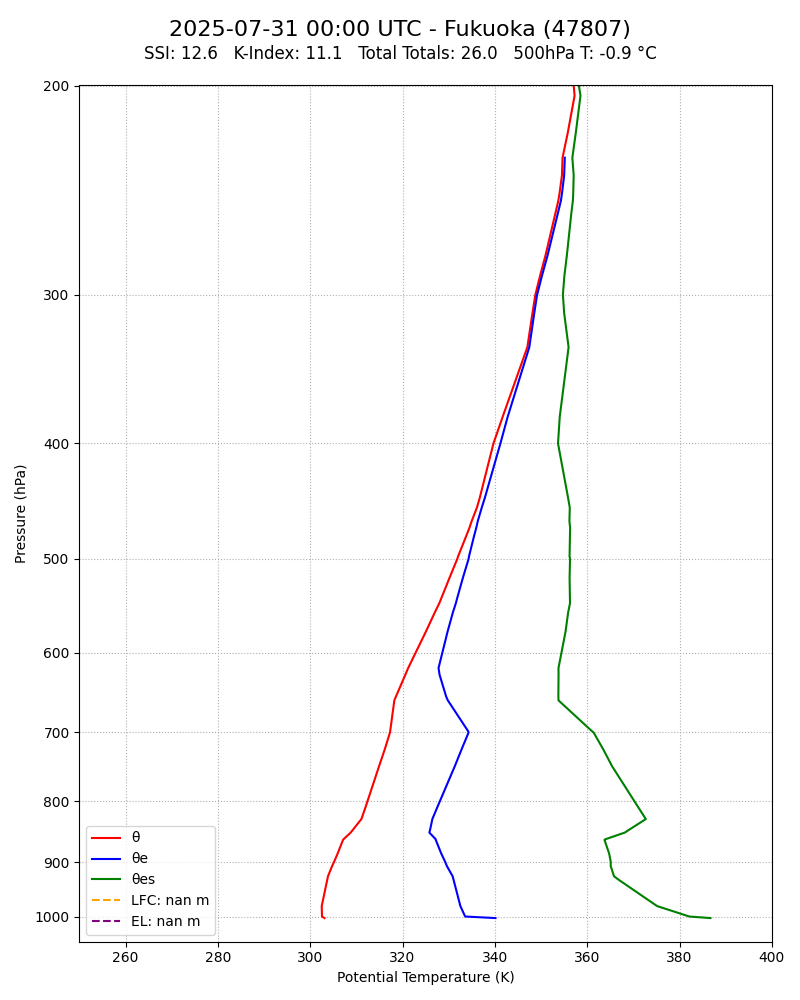 2025-07-31 00:00 UTC - Fukuoka (47807)
SSI: 12.6 K-Index: 11.1 Total Totals: 26.0 500hPa T: -0.9 °C
200
300
400
500
600
700
800
900
1000
Pressure (hPa)
θ
θe
θes
LFC: nan m
EL: nan m
260 280 300 320 340 360 380 400
Potential Temperature (K)